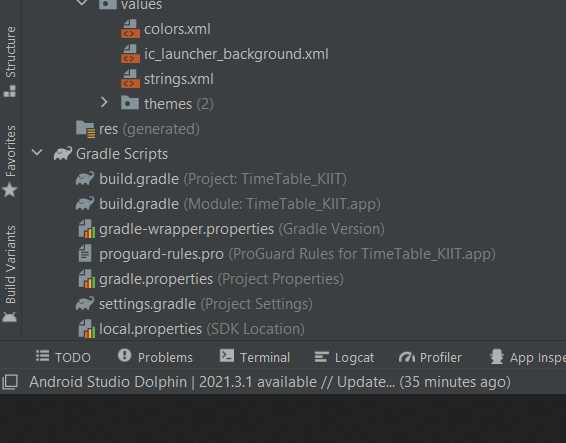 values
colors.xml
ic_launcher_background.xml
strings.xml
themes (2)
res (generated)
Gradle Scripts
build.gradle (Project: TimeTable_KIIT)
build.gradle (Module: TimeTable_KIIT.app)
gradle-wrapper.properties (Gradle Version)
proguard-rules.pro (ProGuard Rules for TimeTable_KIIT.app)
gradle.properties (Project Properties)
settings.gradle (Project Settings)
local.properties (SDK Location)
Structure
Favorites
Build Variants
TODO Problems Terminal Logcat Profiler App Inspe
Android Studio Dolphin | 2021.3.1 available // Update... (35 minutes ago)